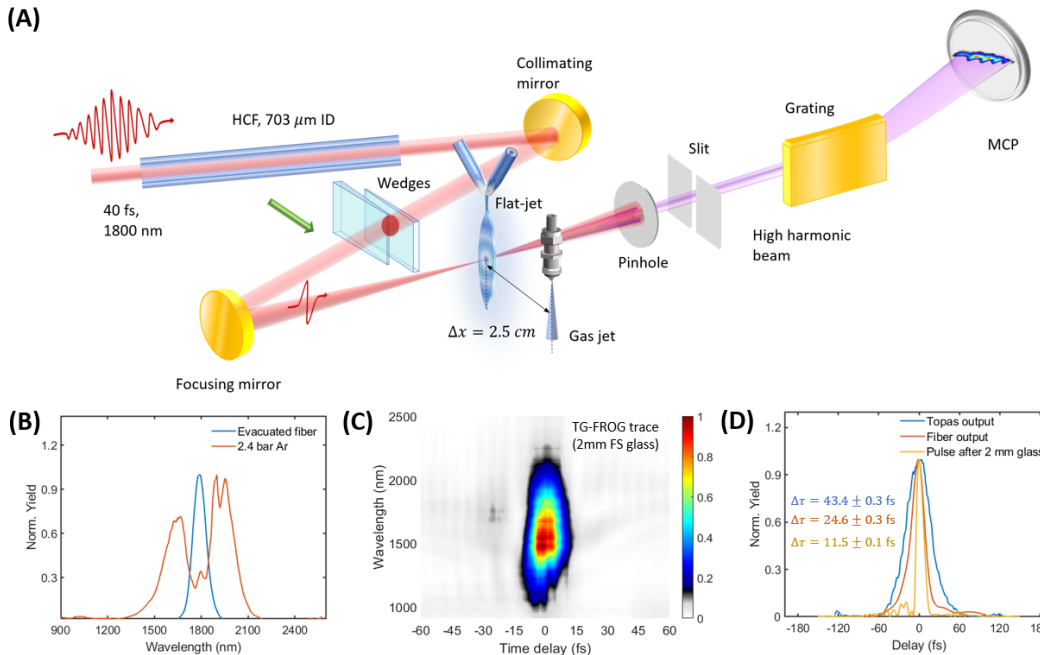 (A)
Collimating
mirror
HCF, 703 μm ID
Grating
MCP
Slit
Wedges
Flat-jet
40 fs,
1800 nm
High harmonic
beam
Pinhole
Δx = 2.5 cm
Gas jet
Focusing mirror
(B)
Norm. Yield
1.2
0.9
0.6
0.3
Evacuated fiber
2.4 bar Ar
900 1200 1500 1800 2100 2400
Wavelength (nm)
(C)
Wavelength (nm)
2500
2000
1500
1000
TG-FROG trace
(2mm FS glass)
-60 -45 -30 -15 0 15 30 45 60
Time delay (fs)
1
0.8
0.6
0.4
0.2
0
(D)
Norm. Yield
1.2
0.9
0.6
0.3
Topas output
Fiber output
Pulse after 2 mm glass
Δτ = 43.4 ± 0.3 fs
Δτ = 24.6 ± 0.3 fs
Δτ = 11.5 ± 0.1 fs
-180 -120 -60 0 60 120 180
Delay (fs)